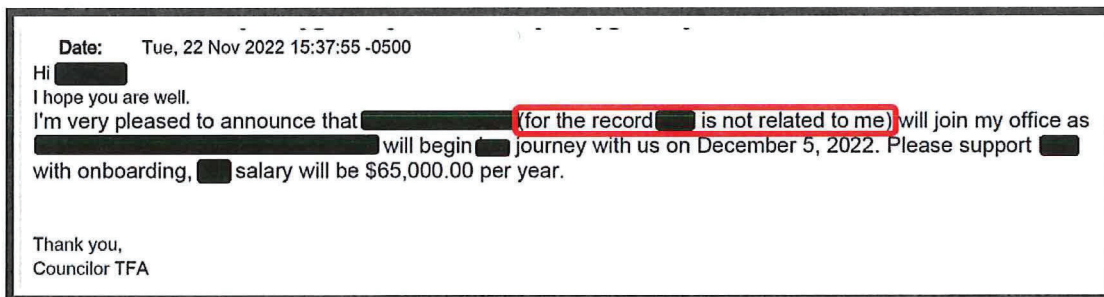 Date: Tue, 22 Nov 2022 15:37:55 -0500
Hi
I hope you are well.
I'm very pleased to announce that (for the record is not related to me) will join my office as
will begin journey with us on December 5, 2022. Please support
with onboarding, salary will be $65,000.00 per year.
Thank you,
Councilor TFA